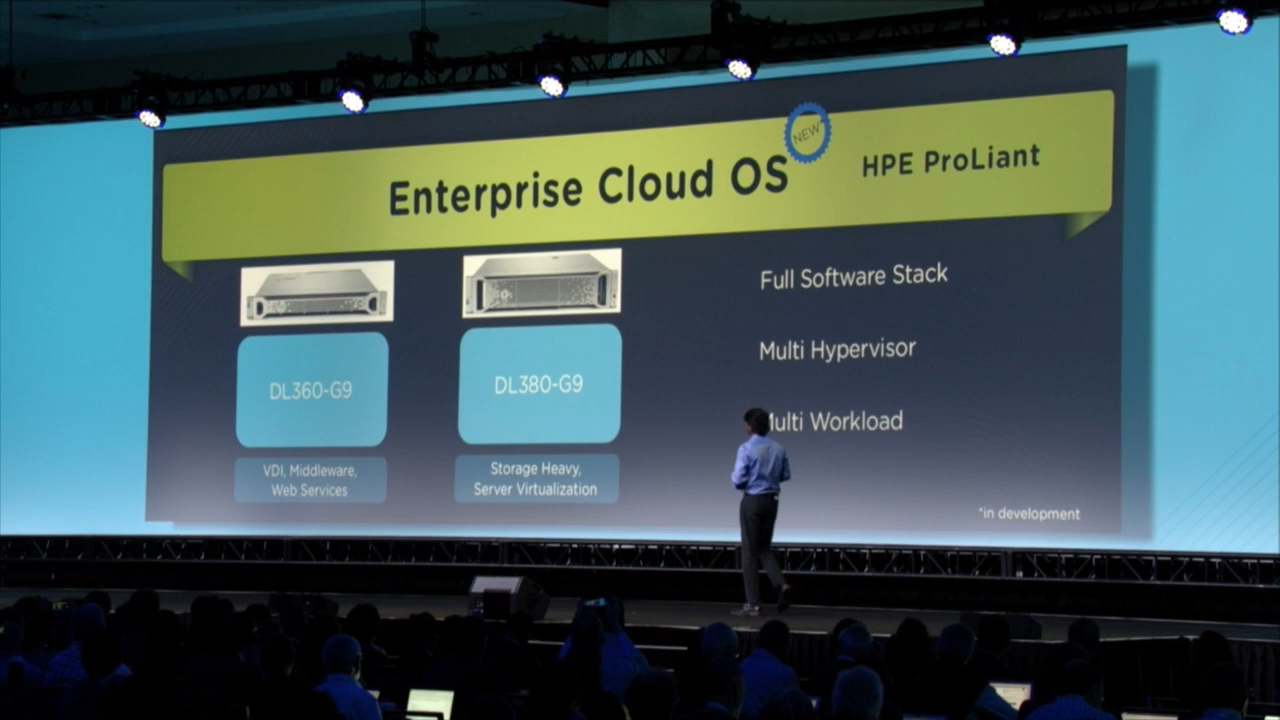 Enterprise Cloud OS
NEW
HPE ProLiant
DL360-G9
VDI, Middleware,
Web Services
DL380-G9
Storage Heavy,
Server Virtualization
Full Software Stack
Multi Hypervisor
Multi Workload
*in development